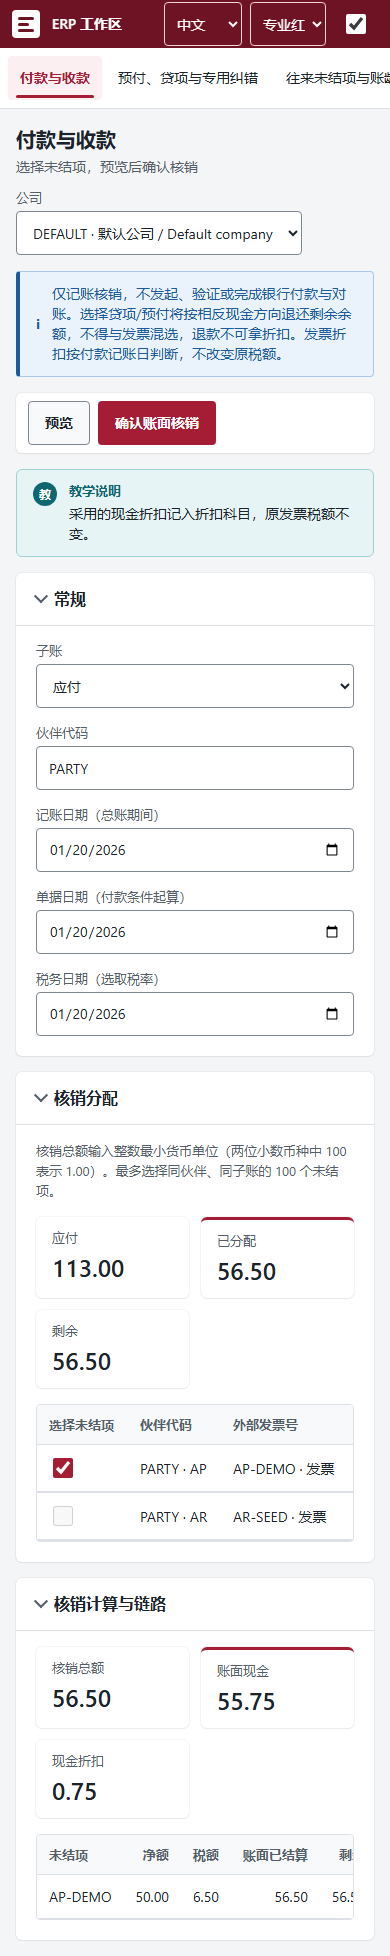 ERP 工作区
中文
专业红
付款与收款
预付、贷项与专用纠错
往来未结项与账
付款与收款
选择未结项，预览后确认核销
公司
DEFAULT · 默认公司 / Default company
i
仅记账核销，不发起、验证或完成银行付款与对
账。选择贷项/预付将按相反现金方向退还剩余余
额，不得与发票混选，退款不可拿折扣。发票折
扣按付款记账日判断，不改变原税额。
预览
确认账面核销
教
教学说明
采用的现金折扣记入折扣科目，原发票税额不
变。
常规
子账
应付
伙伴代码
PARTY
记账日期（总账期间）
01/20/2026
单据日期（付款条件起算）
01/20/2026
税务日期（选取税率）
01/20/2026
核销分配
核销总额输入整数最小货币单位（两位小数币种中 100
表示 1.00）。最多选择同伙伴、同子账的 100 个未结
项。
应付
113.00
已分配
56.50
剩余
56.50
选择未结项 伙伴代码 外部发票号
PARTY · AP AP-DEMO · 发票
PARTY · AR AR-SEED · 发票
核销计算与链路
核销总额
56.50
账面现金
55.75
现金折扣
0.75
未结项 净额 税额 账面已结算
AP-DEMO 50.00 6.50 56.50 56.5